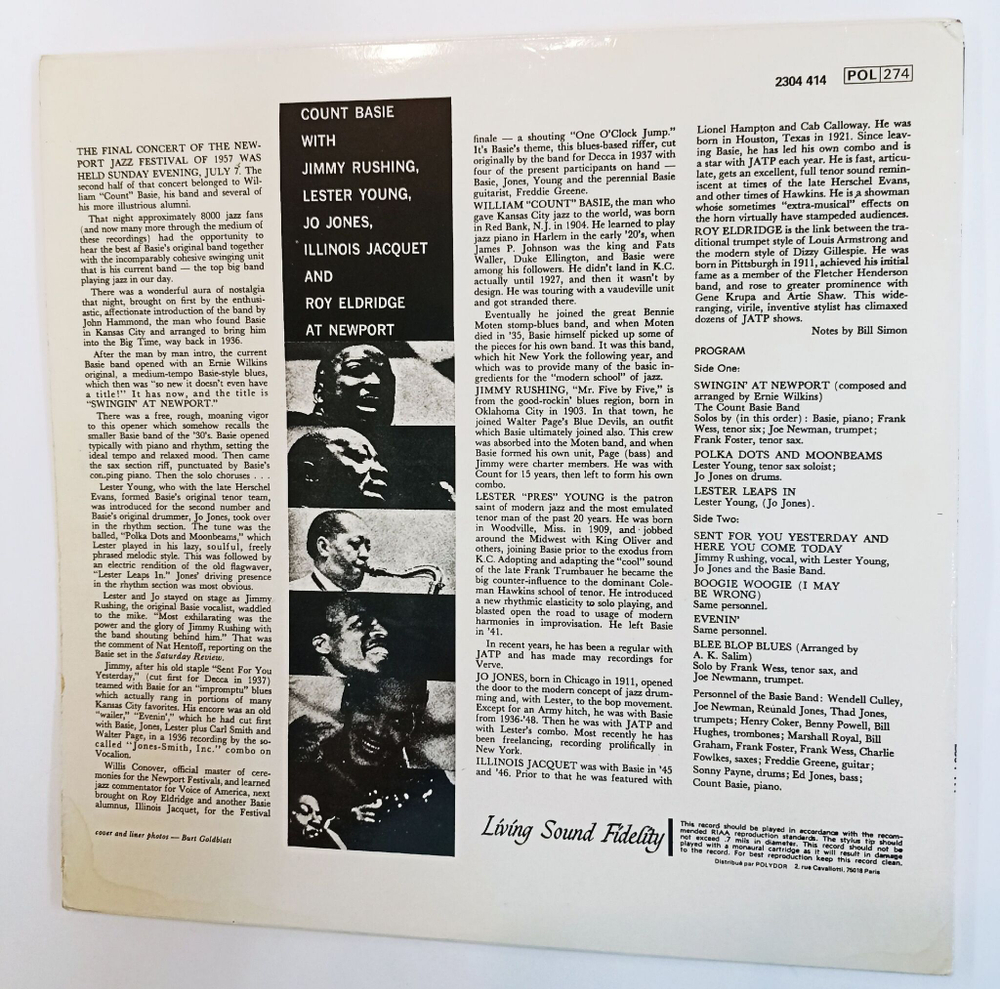 2304 414
POL 274
THE FINAL CONCERT OF THE NEW-
PORT JAZZ FESTIVAL OF 1957 WAS
HELD SUNDAY EVENING, JULY 7. The
second half of that concert belonged to Wil-
liam "Count" Basie, his band and several of
his more illustrious alumni.
That night approximately 8000 jazz fans
(and now many more through the medium of
these recordings) had the opportunity to
hear the best of Basie's original band together
with the incomparably cohesive swinging unit
that is his current band — the top big band
playing jazz in our day.
There was a wonderful aura of nostalgia
that night, brought on first by the enthusi-
astic, affectionate introduction of the band by
John Hammond, the man who found Basie
in Kansas City and arranged to bring him
into the Big Time, way back in 1936.
After the man by man intro, the current
Basie band opened with an Ernie Wilkins
original, a medium-tempo Basie-style blues,
which then was "so new it doesn't even have
a title!" It has now, and the title is
"SWINGIN' AT NEWPORT."
There was a free, rough, moaning vigor
to this opener which somehow recalls the
smaller Basie band of the '30's. Basie opened
typically with piano and rhythm, setting the
ideal tempo and relaxed mood. Then came
the sax section riff, punctuated by Basie's
comping piano. Then the solo choruses . . .
Lester Young, who with the late Herschel
Evans, formed Basie's original tenor team,
was introduced for the second number and
Basie's original drummer, Jo Jones, took over
in the rhythm section. The tune was the
ballad, "Polka Dots and Moonbeams," which
Lester played in his lazy, soulful, freely
phrased melodic style. This was followed by
an electric rendition of the old flagwaver,
"Lester Leaps In." Jones' driving presence
in the rhythm section was most obvious.
Lester and Jo stayed on stage as Jimmy
Rushing, the original Basie vocalist, waddled
to the mike. "Most exhilarating was the
power and the glory of Jimmy Rushing with
the band shouting behind him." That was
the comment of Nat Hentoff, reporting on the
Basie set in the Saturday Review.
Jimmy, after his old staple "Sent For You
Yesterday," (cut first for Decca in 1937)
teamed with Basie for an "impromptu" blues
which actually rang in portions of many
Kansas City favorites. His encore was an old
"wailer," "Evenin'," which he had cut first
with Basie, Jones, Lester plus Carl Smith and
Walter Page, in a 1936 recording by the so-
called "Jones-Smith, Inc." combo on
Vocalion.
Willis Conover, official master of cere-
monies for the Newport Festivals, and learned
jazz commentator for Voice of America, next
brought on Roy Eldridge and another Basie
alumnus, Illinois Jacquet, for the Festival
cover and liner photos — Burt Goldblatt
COUNT BASIE
WITH
JIMMY RUSHING,
LESTER YOUNG,
JO JONES,
ILLINOIS JACQUET
AND
ROY ELDRIDGE
AT NEWPORT
finale — a shouting "One O'Clock Jump."
It's Basie's theme, this blues-based riffer, cut
originally by the band for Decca in 1937 with
four of the present participants on hand —
Basie, Jones, Young and the perennial Basie
guitarist, Freddie Greene.
WILLIAM "COUNT" BASIE, the man who
gave Kansas City jazz to the world, was born
in Red Bank, N.J. in 1904. He learned to play
jazz piano in Harlem in the early '20's, when
James P. Johnson was the king and Fats
Waller, Duke Ellington, and Basie were
among his followers. He didn't land in K.C.
actually until 1927, and then it wasn't by
design. He was touring with a vaudeville unit
and got stranded there.
Eventually he joined the great Bennie
Moten stomp-blues band, and when Moten
died in '35, Basie himself picked up some of
the pieces for his own band. It was this band,
which hit New York the following year, and
which was to provide many of the basic in-
gredients for the "modern school" of jazz.
JIMMY RUSHING, "Mr. Five by Five," is
from the good-rockin' blues region, born in
Oklahoma City in 1903. In that town, he
joined Walter Page's Blue Devils, an outfit
which Basie ultimately joined also. This crew
was absorbed into the Moten band, and when
Basie formed his own unit, Page (bass) and
Jimmy were charter members. He was with
Count for 15 years, then left to form his own
combo.
LESTER "PRES" YOUNG is the patron
saint of modern jazz and the most emulated
tenor man of the past 20 years. He was born
in Woodville, Miss. in 1909, and jobbed
around the Midwest with King Oliver and
others, joining Basie prior to the exodus from
K.C. Adopting and adapting the "cool" sound
of the late Frank Trumbauer he became the
big counter-influence to the dominant Cole-
man Hawkins school of tenor. He introduced
a new rhythmic elasticity to solo playing, and
blasted open the road to usage of modern
harmonies in improvisation. He left Basie
in '41.
In recent years, he has been a regular with
JATP and has made may recordings for
Verve.
JO JONES, born in Chicago in 1911, opened
the door to the modern concept of jazz drum-
ming and, with Lester, to the bop movement.
Except for an Army hitch, he was with Basie
from 1936-'48. Then he was with JATP and
with Lester's combo. Most recently he has
been freelancing, recording prolifically in
New York.
ILLINOIS JACQUET was with Basie in '45
and '46. Prior to that he was featured with
Lionel Hampton and Cab Calloway. He was
born in Houston, Texas in 1921. Since leav-
ing Basie, he has led his own combo and is
a star with JATP each year. He is fast, articu-
late, gets an excellent, full tenor sound remin-
iscent at times of the late Herschel Evans,
and other times of Hawkins. He is a showman
whose sometimes "extra-musical" effects on
the horn virtually have stampeded audiences.
ROY ELDRIDGE is the link between the tra-
ditional trumpet style of Louis Armstrong and
the modern style of Dizzy Gillespie. He was
born in Pittsburgh in 1911, achieved his initial
fame as a member of the Fletcher Henderson
band, and rose to greater prominence with
Gene Krupa and Artie Shaw. This wide-
ranging, virile, inventive stylist has climaxed
dozens of JATP shows.
Notes by Bill Simon
PROGRAM
Side One:
SWINGIN' AT NEWPORT (composed and
arranged by Ernie Wilkins)
The Count Basie Band
Solos by (in this order) : Basie, piano; Frank
Wess, tenor six; Joe Newman, trumpet;
Frank Foster, tenor sax.
POLKA DOTS AND MOONBEAMS
Lester Young, tenor sax soloist;
Jo Jones on drums.
LESTER LEAPS IN
Lester Young, (Jo Jones).
Side Two:
SENT FOR YOU YESTERDAY AND
HERE YOU COME TODAY
Jimmy Rushing, vocal, with Lester Young,
Jo Jones and the Basie Band.
BOOGIE WOOGIE (I MAY
BE WRONG)
Same personnel.
EVENIN'
Same personnel.
BLEE BLOP BLUES (Arranged by
A. K. Salim)
Solo by Frank Wess, tenor sax, and
Joe Newmann, trumpet.
Personnel of the Basie Band: Wendell Culley,
Joe Newman, Reunald Jones, Thad Jones,
trumpets; Henry Coker, Benny Powell, Bill
Hughes, trombones; Marshall Royal, Bill
Graham, Frank Foster, Frank Wess, Charlie
Fowlkes, saxes; Freddie Greene, guitar;
Sonny Payne, drums; Ed Jones, bass;
Count Basie, piano.
Living Sound Fidelity
This record should be played in accordance with the recom-
mended RIAA reproduction standards. The stylus tip should
not exceed .7 mils in diameter. This record should not be
played with a monaural cartridge as it will result in damage
to the record. For best reproduction keep this record clean.
Distribué par POLYDOR 2, rue Cavallotti, 75018 Paris